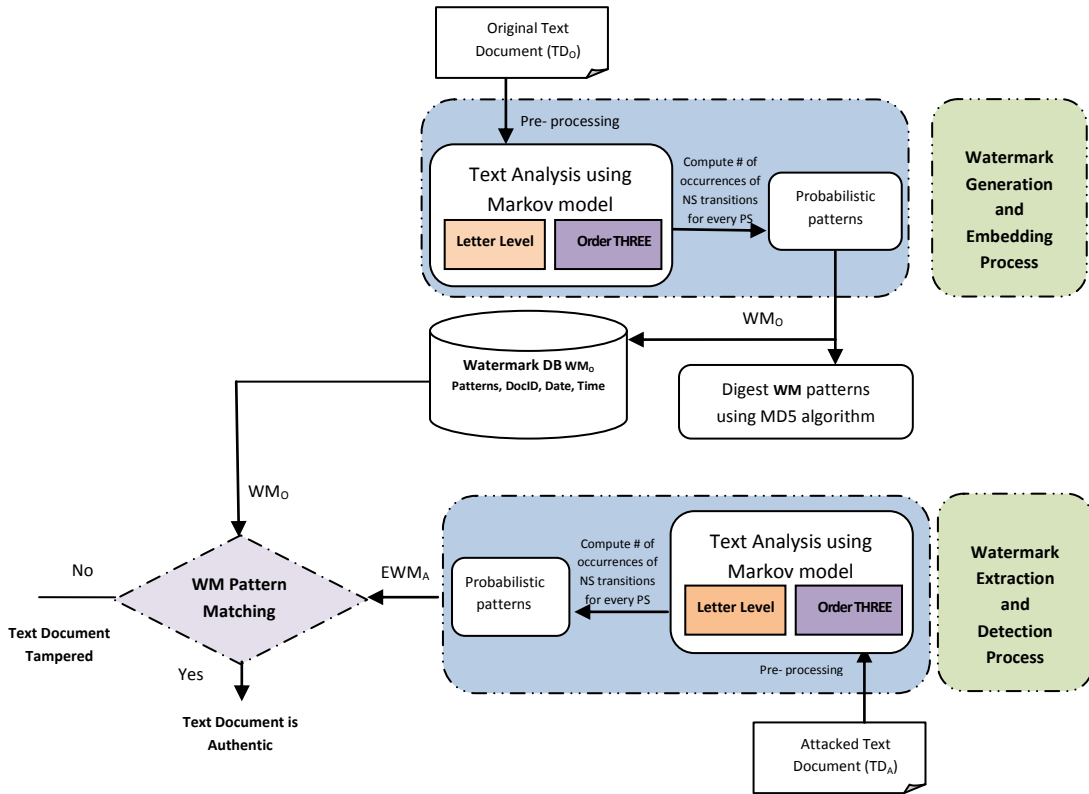 Original Text
Document (TDO)
Pre- processing
Text Analysis using
Markov model
Letter Level
Order THREE
Compute # of
occurrences of
NS transitions
for every PS
Probabilistic
patterns
Watermark
Generation
and
Embedding
Process
WMO
Watermark DB WMO
Patterns, DocID, Date, Time
Digest WM patterns
using MD5 algorithm
WMO
No
WM Pattern
Matching
EWMA
Text Document
Tampered
Yes
Text Document is
Authentic
Probabilistic
patterns
Compute # of
occurrences of
NS transitions
for every PS
Text Analysis using
Markov model
Letter Level
Order THREE
Pre- processing
Watermark
Extraction
and
Detection
Process
Attacked Text
Document (TDA)